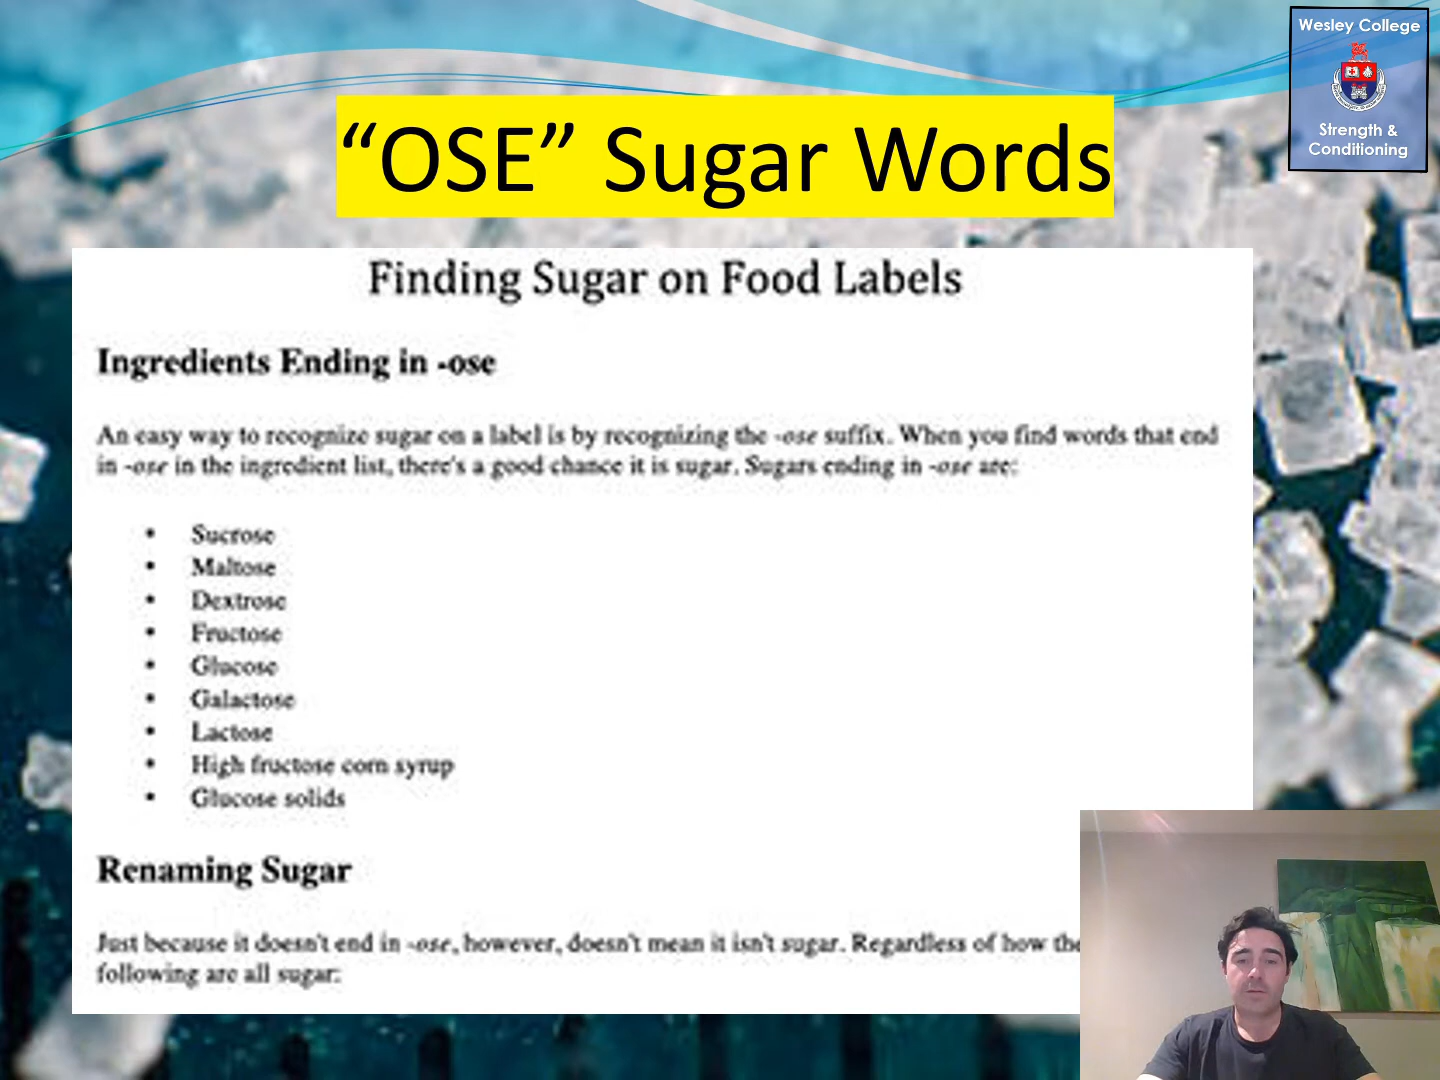 Wesley College
Strength &
Conditioning
“OSE” Sugar Words
Finding Sugar on Food Labels
Ingredients Ending in -ose
An easy way to recognize sugar on a label is by recognizing the -ose suffix. When you find words that end
in -ose in the ingredient list, there's a good chance it is sugar. Sugars ending in -ose are:
• Sucrose
• Maltose
• Dextrose
• Fructose
• Glucose
• Galactose
• Lactose
• High fructose corn syrup
• Glucose solids
Renaming Sugar
Just because it doesn't end in -ose, however, doesn't mean it isn't sugar. Regardless of how the
following are all sugar: